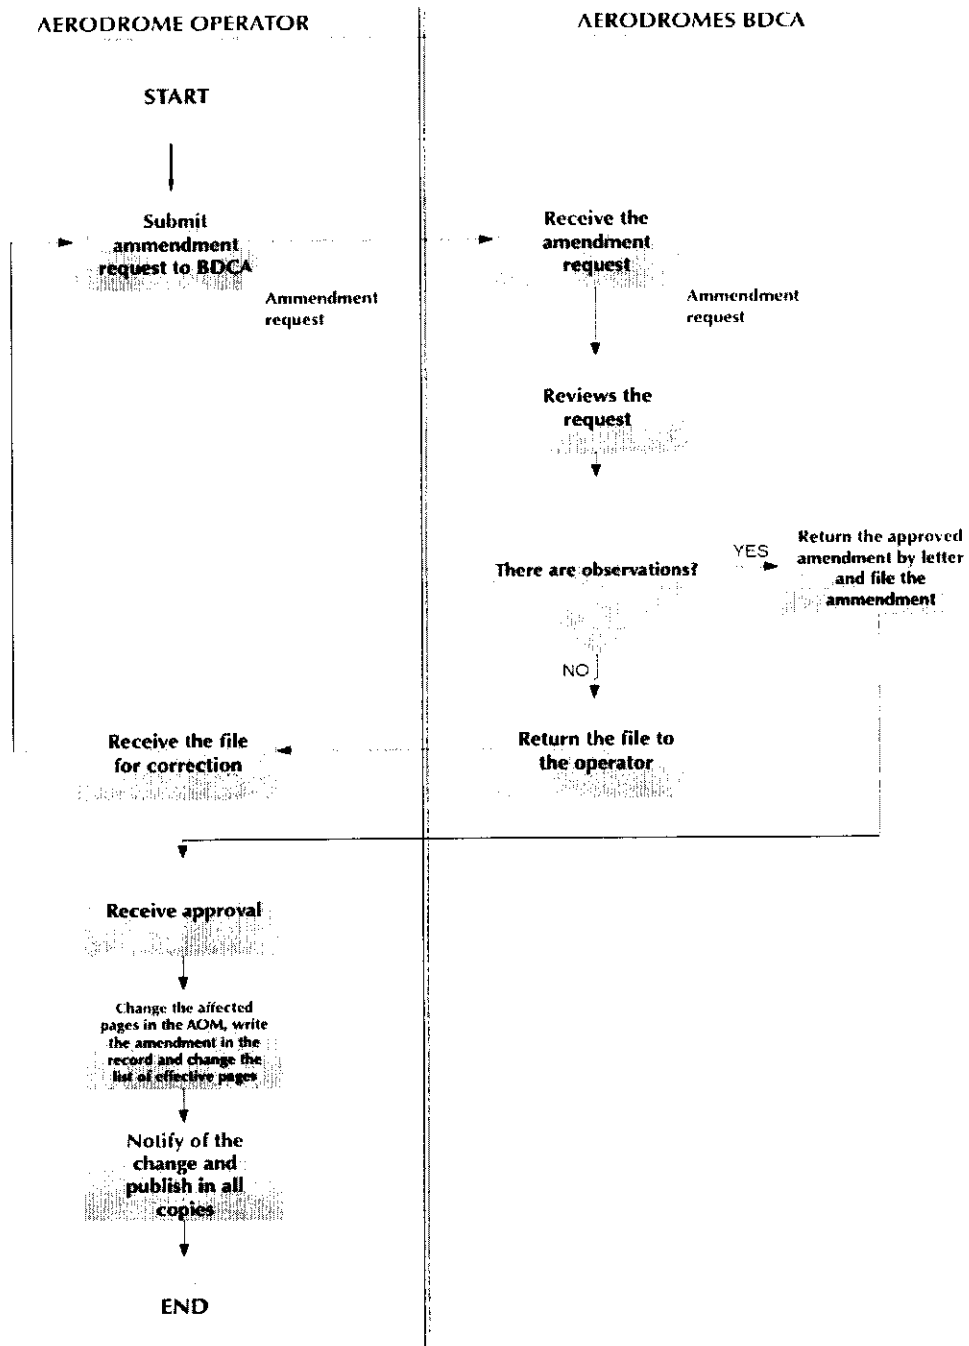 AERODROME OPERATOR
AERODROMES BDCA
START
Submit
ammendment
request to BDCA
Ammendment
request
Receive the
amendment
request
Ammendment
request
Reviews the
request
There are observations?
YES
Return the approved
amendment by letter
and file the
ammendment
NO
Return the file to
the operator
Receive the file
for correction
Receive approval
Change the affected
pages in the AOM, write
the amendment in the
record and change the
list of effective pages
Notify of the
change and
publish in all
copies
END